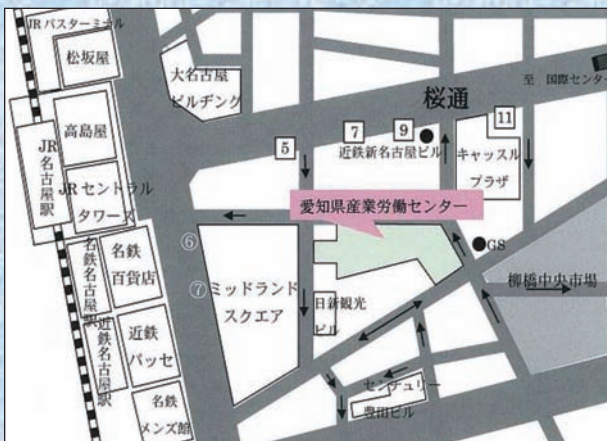 JRバスターミナル
松坂屋
大名古屋
ビルヂング
至 国際センター
桜通
高島屋
JR名古屋駅
JRセントラル
タワーズ
5
7
9
11
近鉄新名古屋ビル
キャッスル
プラザ
愛知県産業労働センター
⑥
⑦
名鉄名古屋駅
名鉄
百貨店
ミッドランド
スクエア
日新観光
ビル
GS
柳橋中央市場
近鉄名古屋駅
近鉄
パッセ
名鉄
メンズ館
センチュリー
豊田ビル